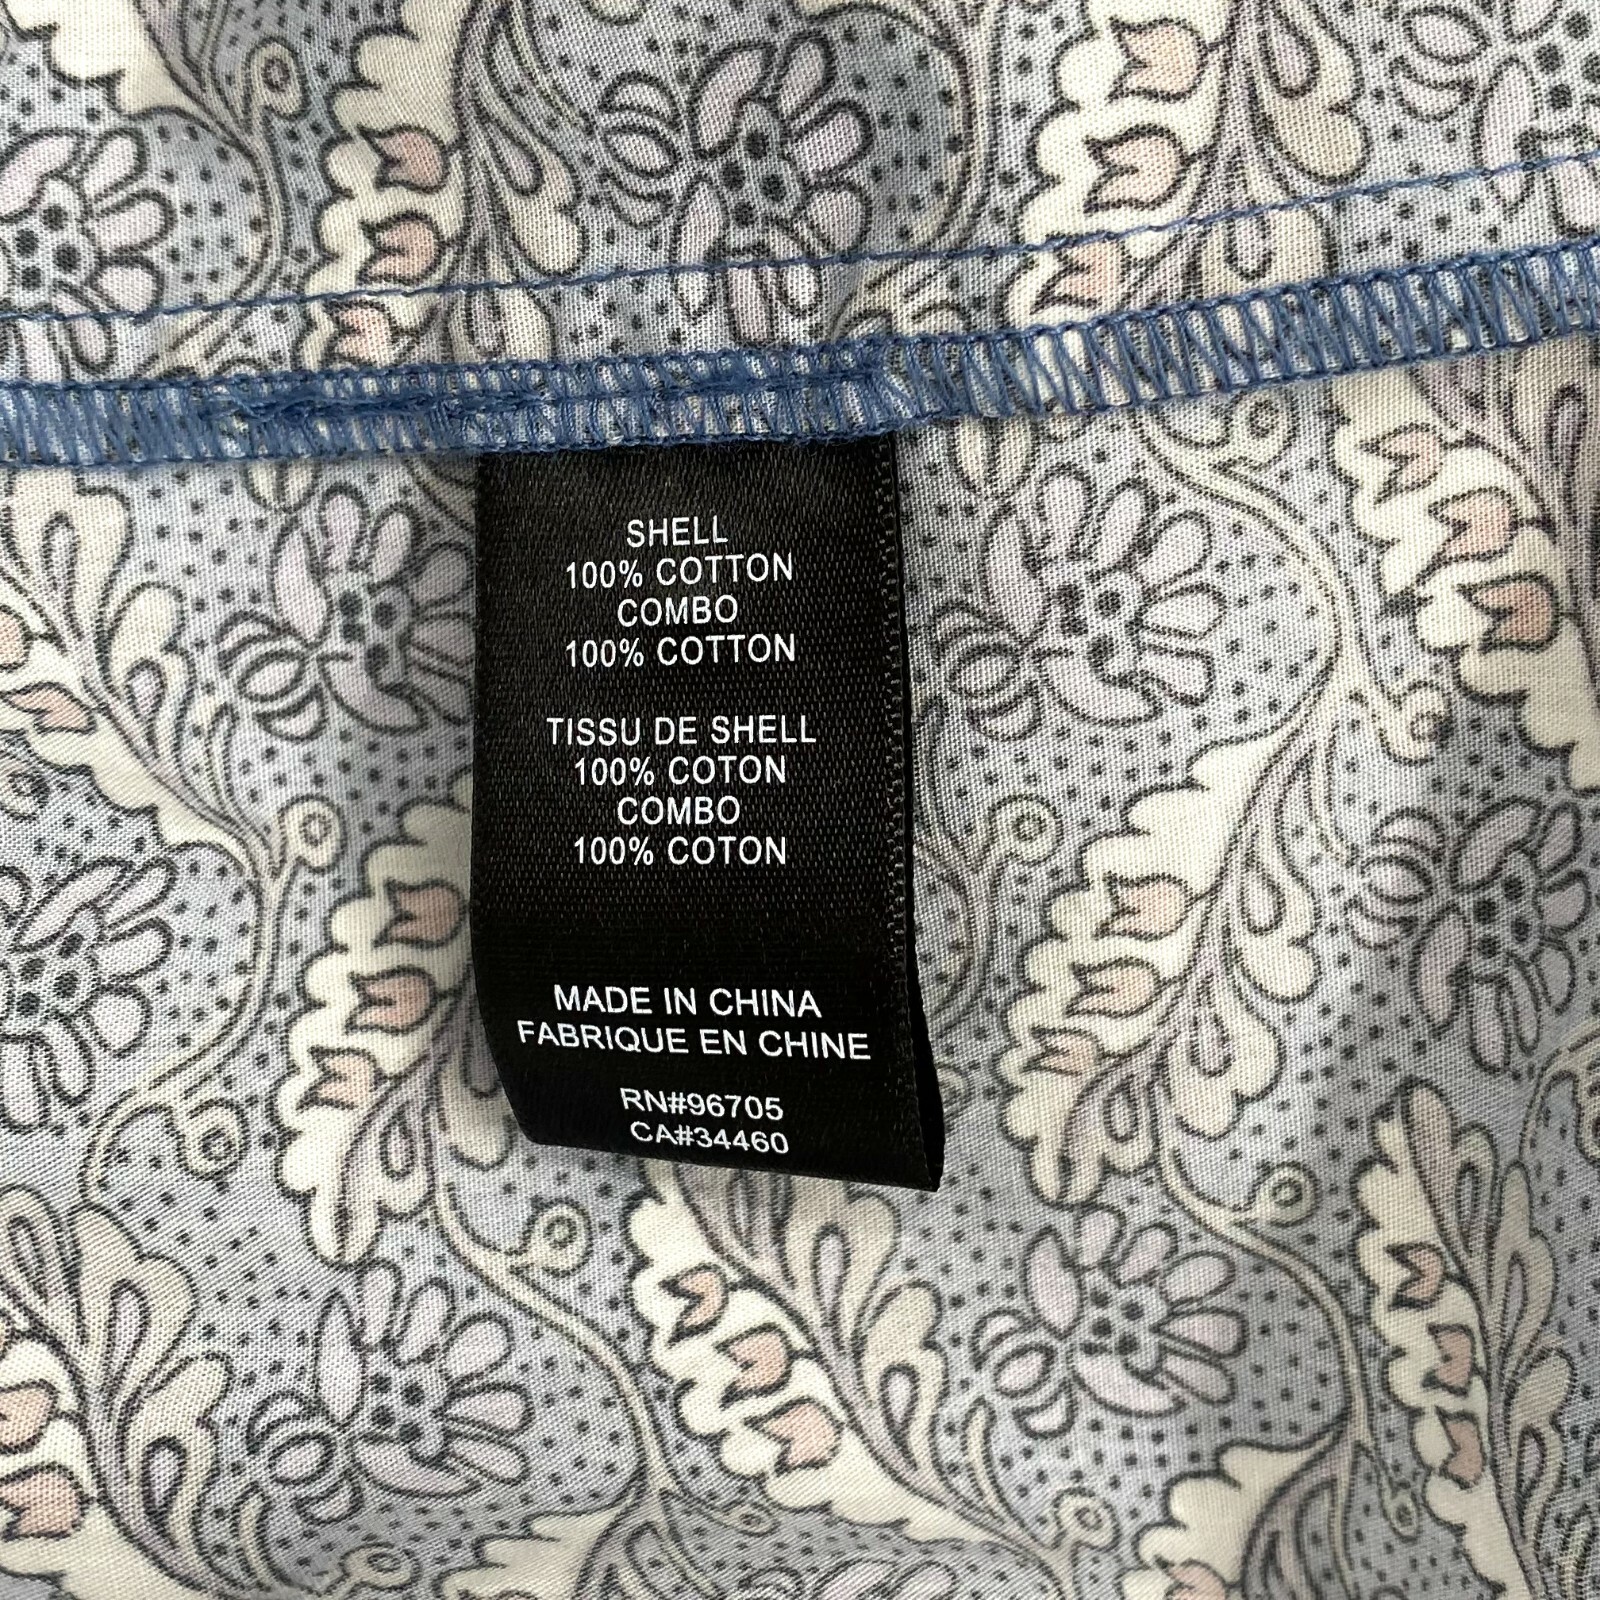 SHELL
100% COTTON
COMBO
100% COTTON
TISSU DE SHELL
100% COTON
COMBO
100% COTON
MADE IN CHINA
FABRIQUE EN CHINE
RN#96705
CA#34460